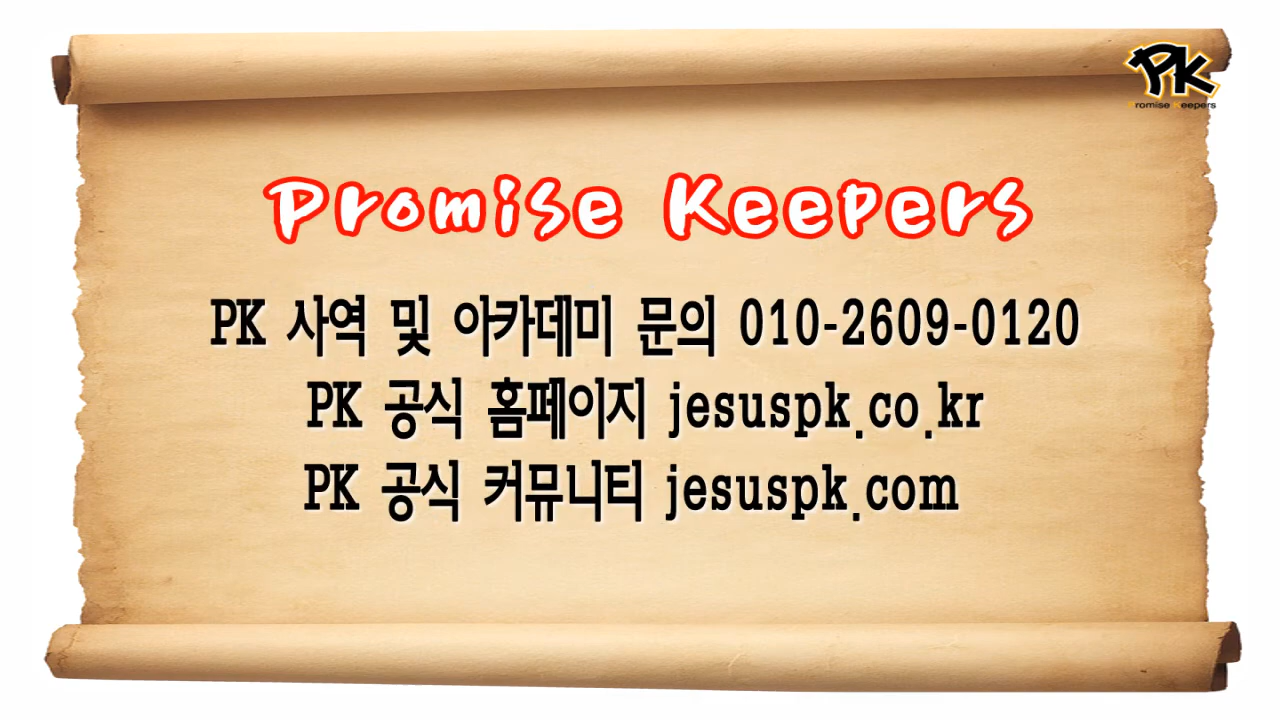 PK
Promise Keepers
Promise Keepers
PK 사역 및 아카데미 문의 010-2609-0120
PK 공식 홈페이지 jesuspk.co.kr
PK 공식 커뮤니티 jesuspk.com